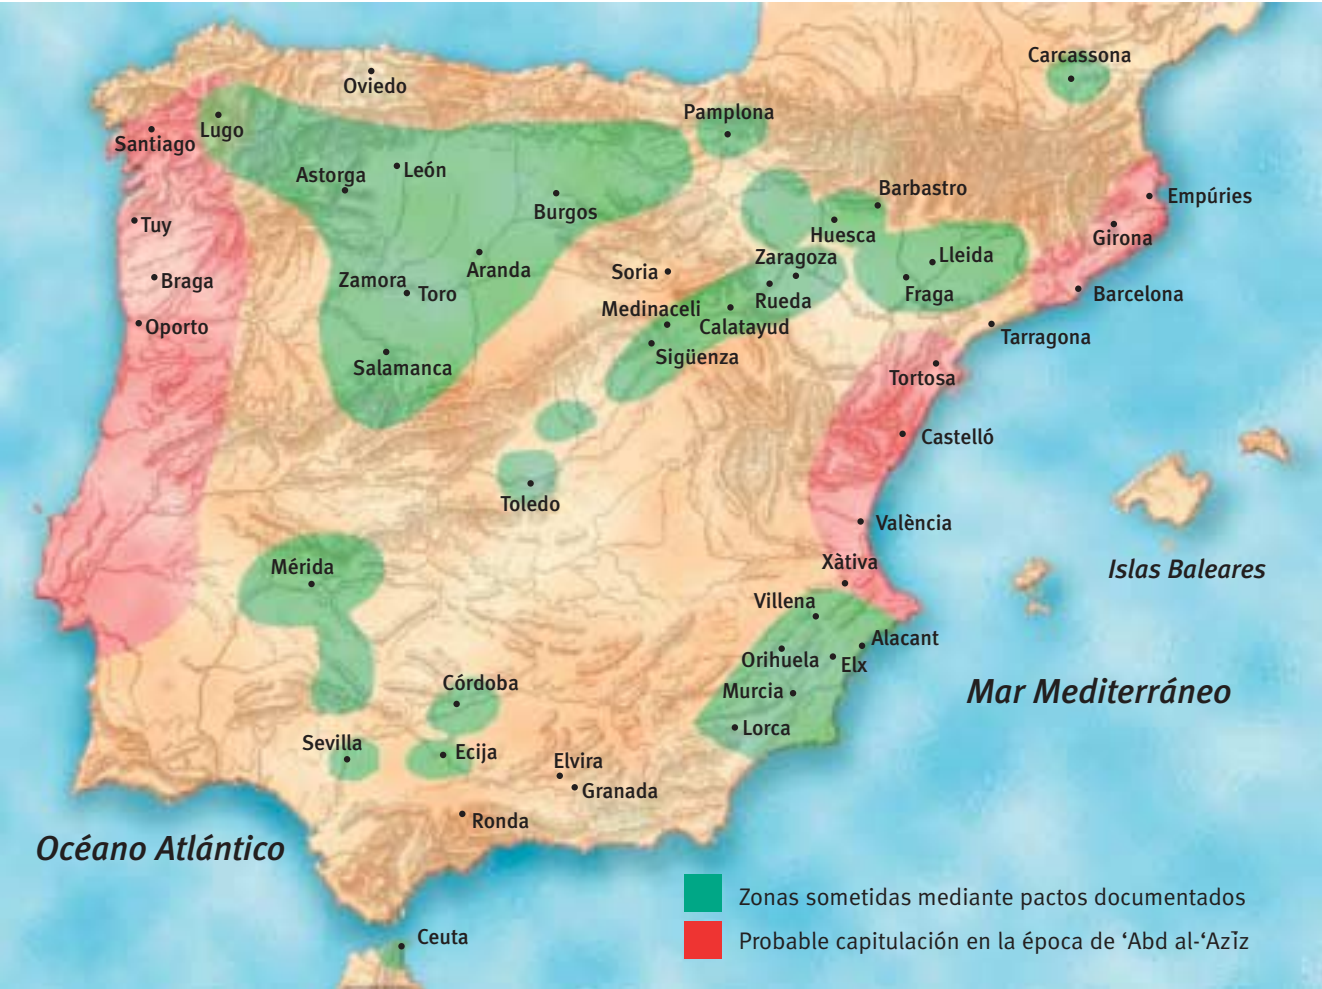 Carcassona
Oviedo
Pamplona
Lugo
Santiago
León
Astorga
Barbastro
Empúries
Burgos
Tuy
Huesca
Girona
Zaragoza
Lleida
Soria
Aranda
Braga
Zamora
Toro
Rueda
Fraga
Barcelona
Medinaceli
Calatayud
Oporto
Tarragona
Sigüenza
Salamanca
Tortosa
Castelló
Toledo
València
Xàtiva
Mérida
Islas Baleares
Villena
Alacant
Orihuela
Elx
Córdoba
Murcia
Mar Mediterráneo
Lorca
Sevilla
Ecija
Elvira
Granada
Ronda
Océano Atlántico
Zonas sometidas mediante pactos documentados
Ceuta
Probable capitulación en la época de ‘Abd al-‘Azīz